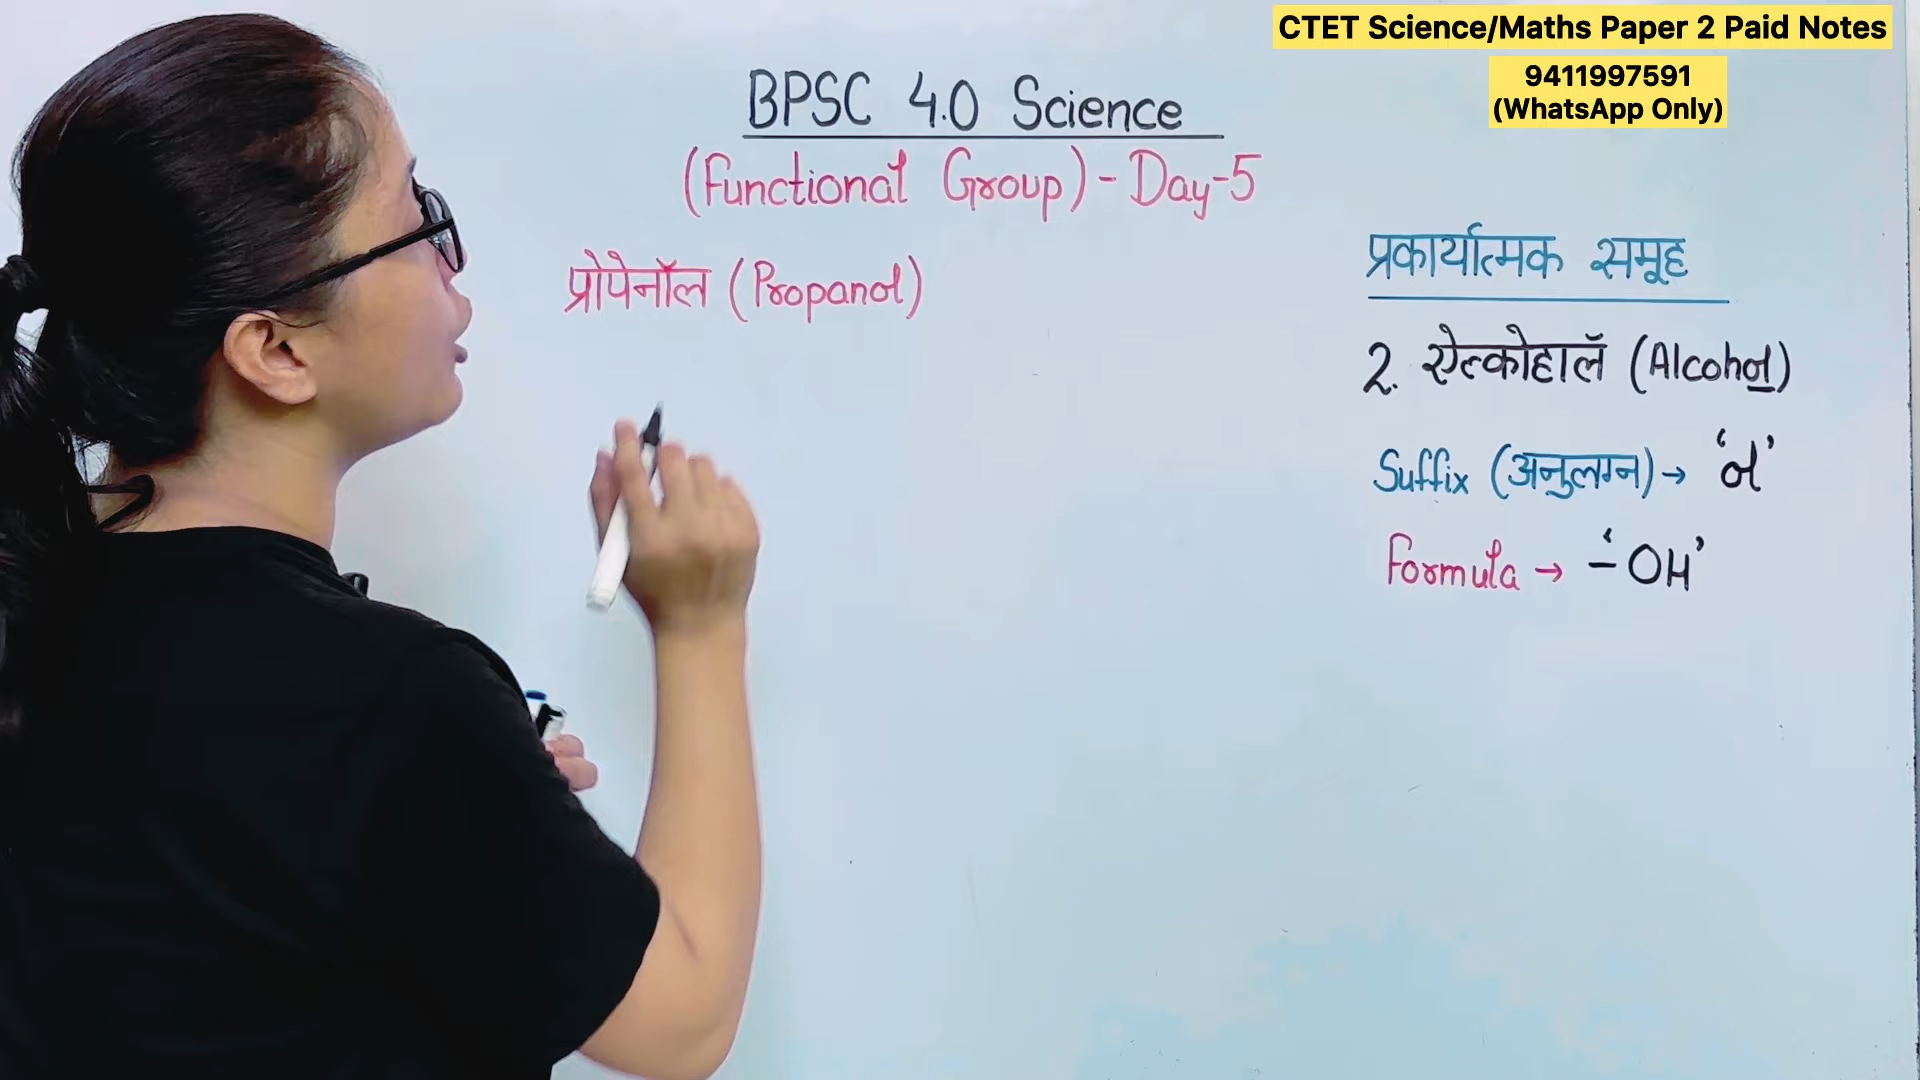 CTET Science/Maths Paper 2 Paid Notes
9411997591
(WhatsApp Only)
BPSC 4.0 Science
(Functional Group) - Day-5
प्रोपेनॉल (Propanol)
प्रकार्यात्मक समूह
2. ऐल्कोहालॅ (Alcohol)
Suffix (अनुलग्न) → 'ol'
Formula → '-OH'